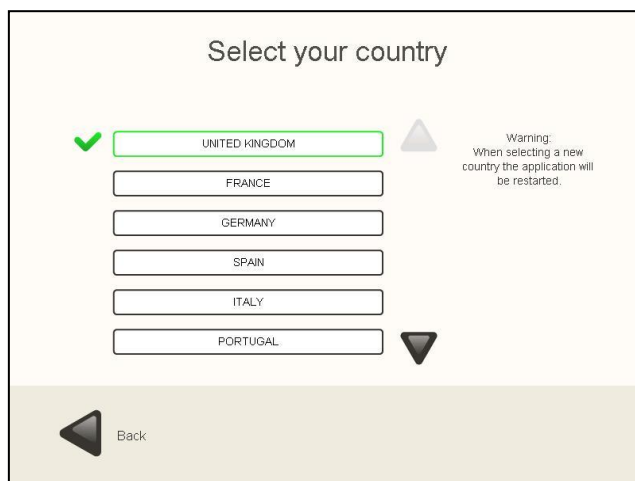 Select your country
UNITED KINGDOM
FRANCE
GERMANY
SPAIN
ITALY
PORTUGAL
Warning:
When selecting a new
country the application will
be restarted.
Back